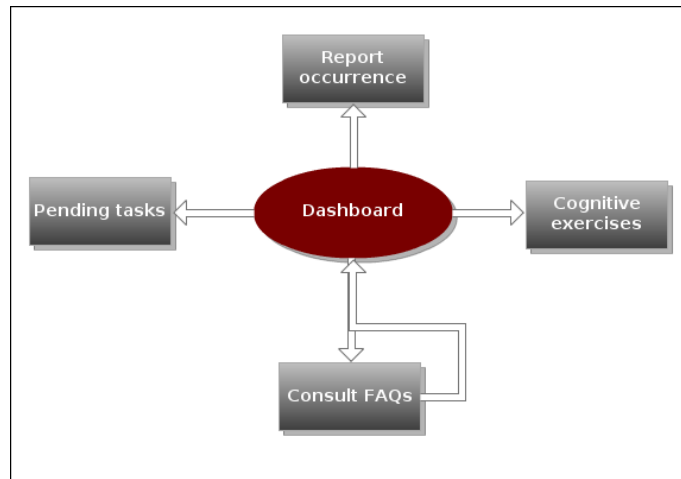 Report
occurrence
Pending tasks
Dashboard
Cognitive
exercises
Consult FAQs